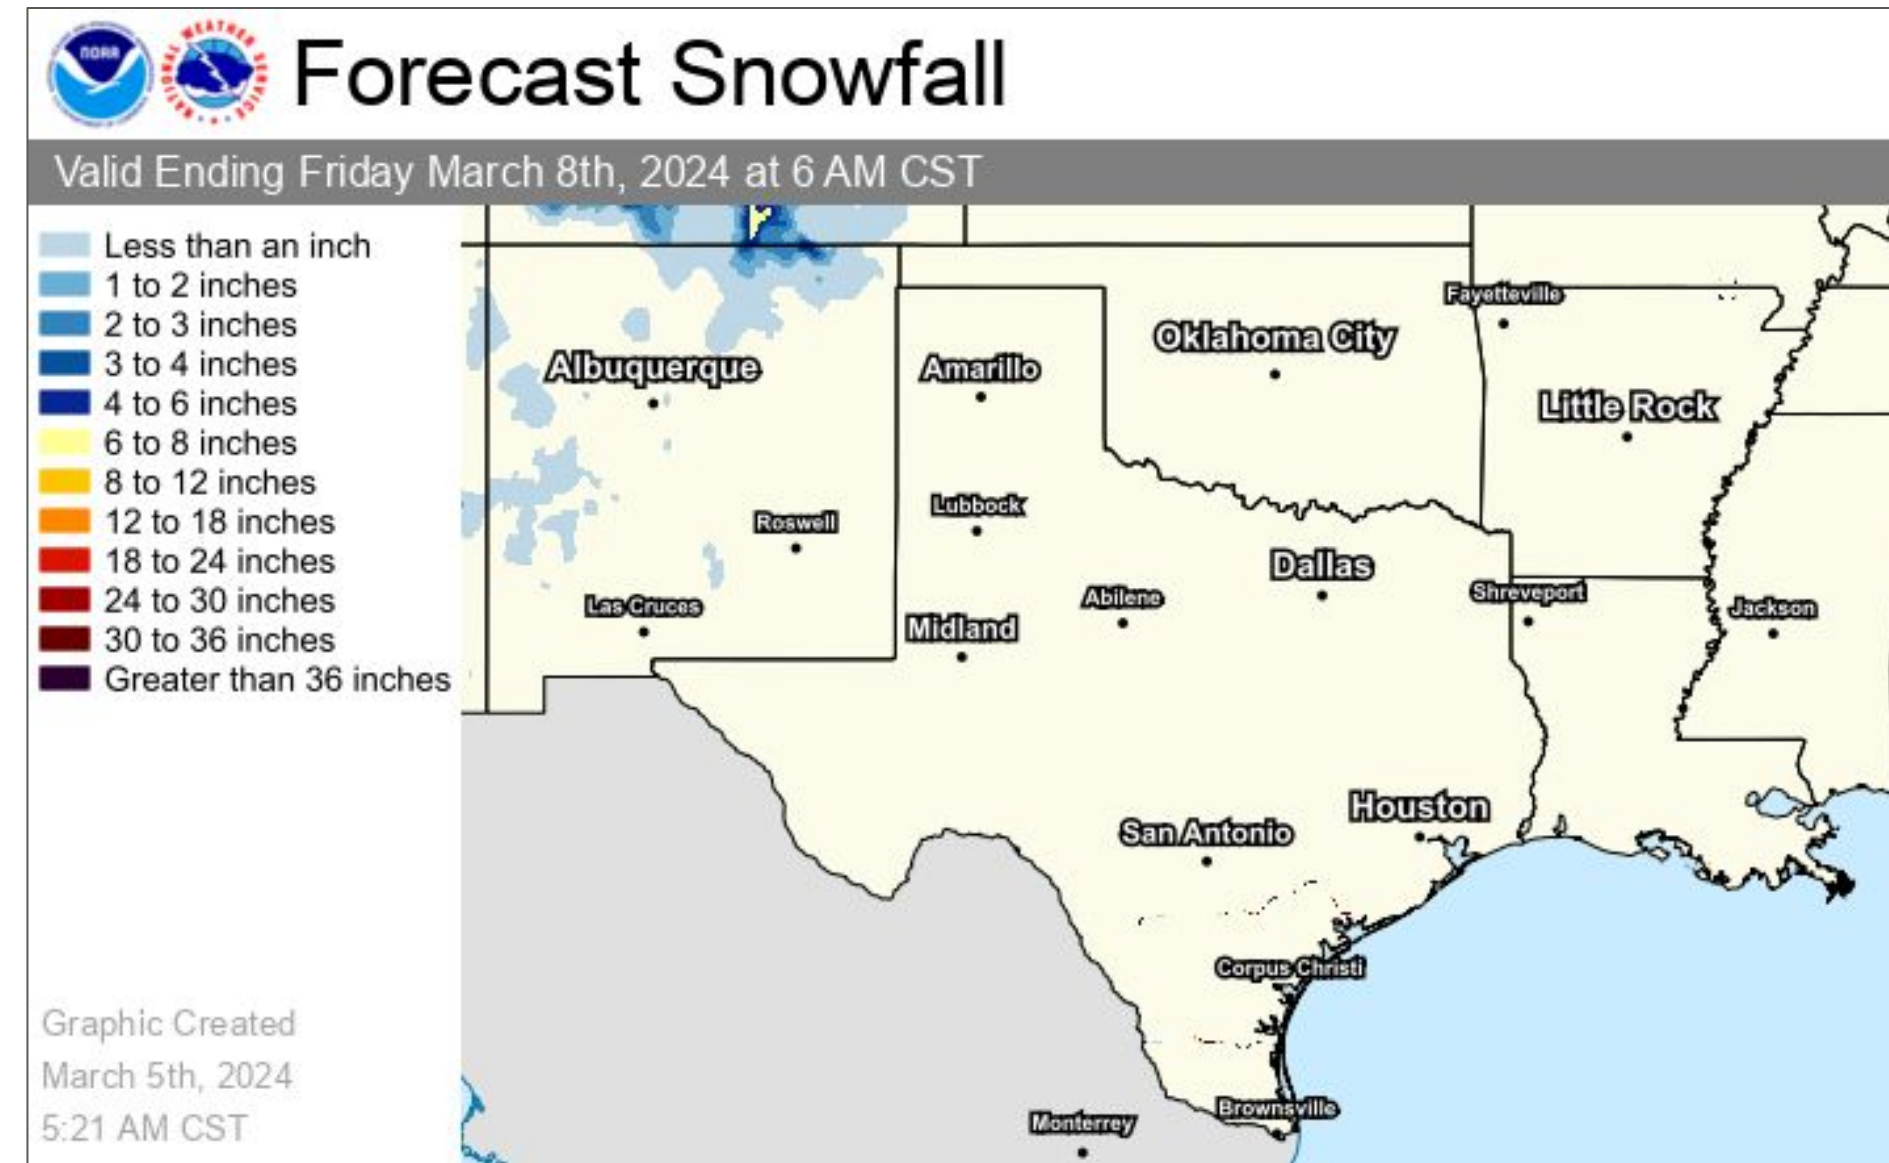 NOAA
NATIONAL WEATHER SERVICE
Forecast Snowfall
Valid Ending Friday March 8th, 2024 at 6 AM CST
Less than an inch
1 to 2 inches
2 to 3 inches
3 to 4 inches
4 to 6 inches
6 to 8 inches
8 to 12 inches
12 to 18 inches
18 to 24 inches
24 to 30 inches
30 to 36 inches
Greater than 36 inches
Fayetteville
Oklahoma City
Albuquerque
Amarillo
Little Rock
Lubbock
Roswell
Dallas
Shreveport
Abilene
Las Cruces
Jackson
Midland
Houston
San Antonio
Corpus Christi
Brownsville
Monterrey
Graphic Created
March 5th, 2024
5:21 AM CST